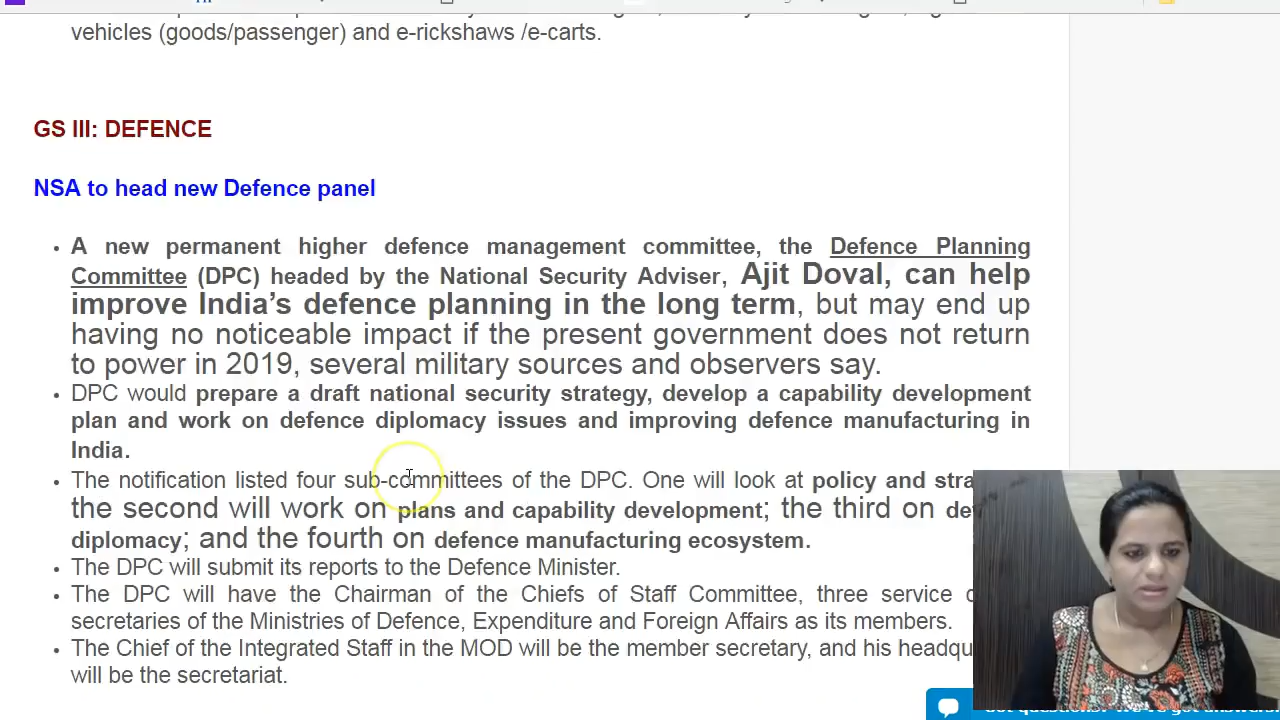 vehicles (goods/passenger) and e-rickshaws /e-carts.
GS III: DEFENCE
NSA to head new Defence panel
• A new permanent higher defence management committee, the Defence Planning
Committee (DPC) headed by the National Security Adviser, Ajit Doval, can help
improve India’s defence planning in the long term, but may end up
having no noticeable impact if the present government does not return
to power in 2019, several military sources and observers say.
• DPC would prepare a draft national security strategy, develop a capability development
plan and work on defence diplomacy issues and improving defence manufacturing in
India.
• The notification listed four sub-committees of the DPC. One will look at policy and
the second will work on plans and capability development; the third on
diplomacy; and the fourth on defence manufacturing ecosystem.
• The DPC will submit its reports to the Defence Minister.
• The DPC will have the Chairman of the Chiefs of Staff Committee, three service
secretaries of the Ministries of Defence, Expenditure and Foreign Affairs as its members.
• The Chief of the Integrated Staff in the MOD will be the member secretary, and his
will be the secretariat.